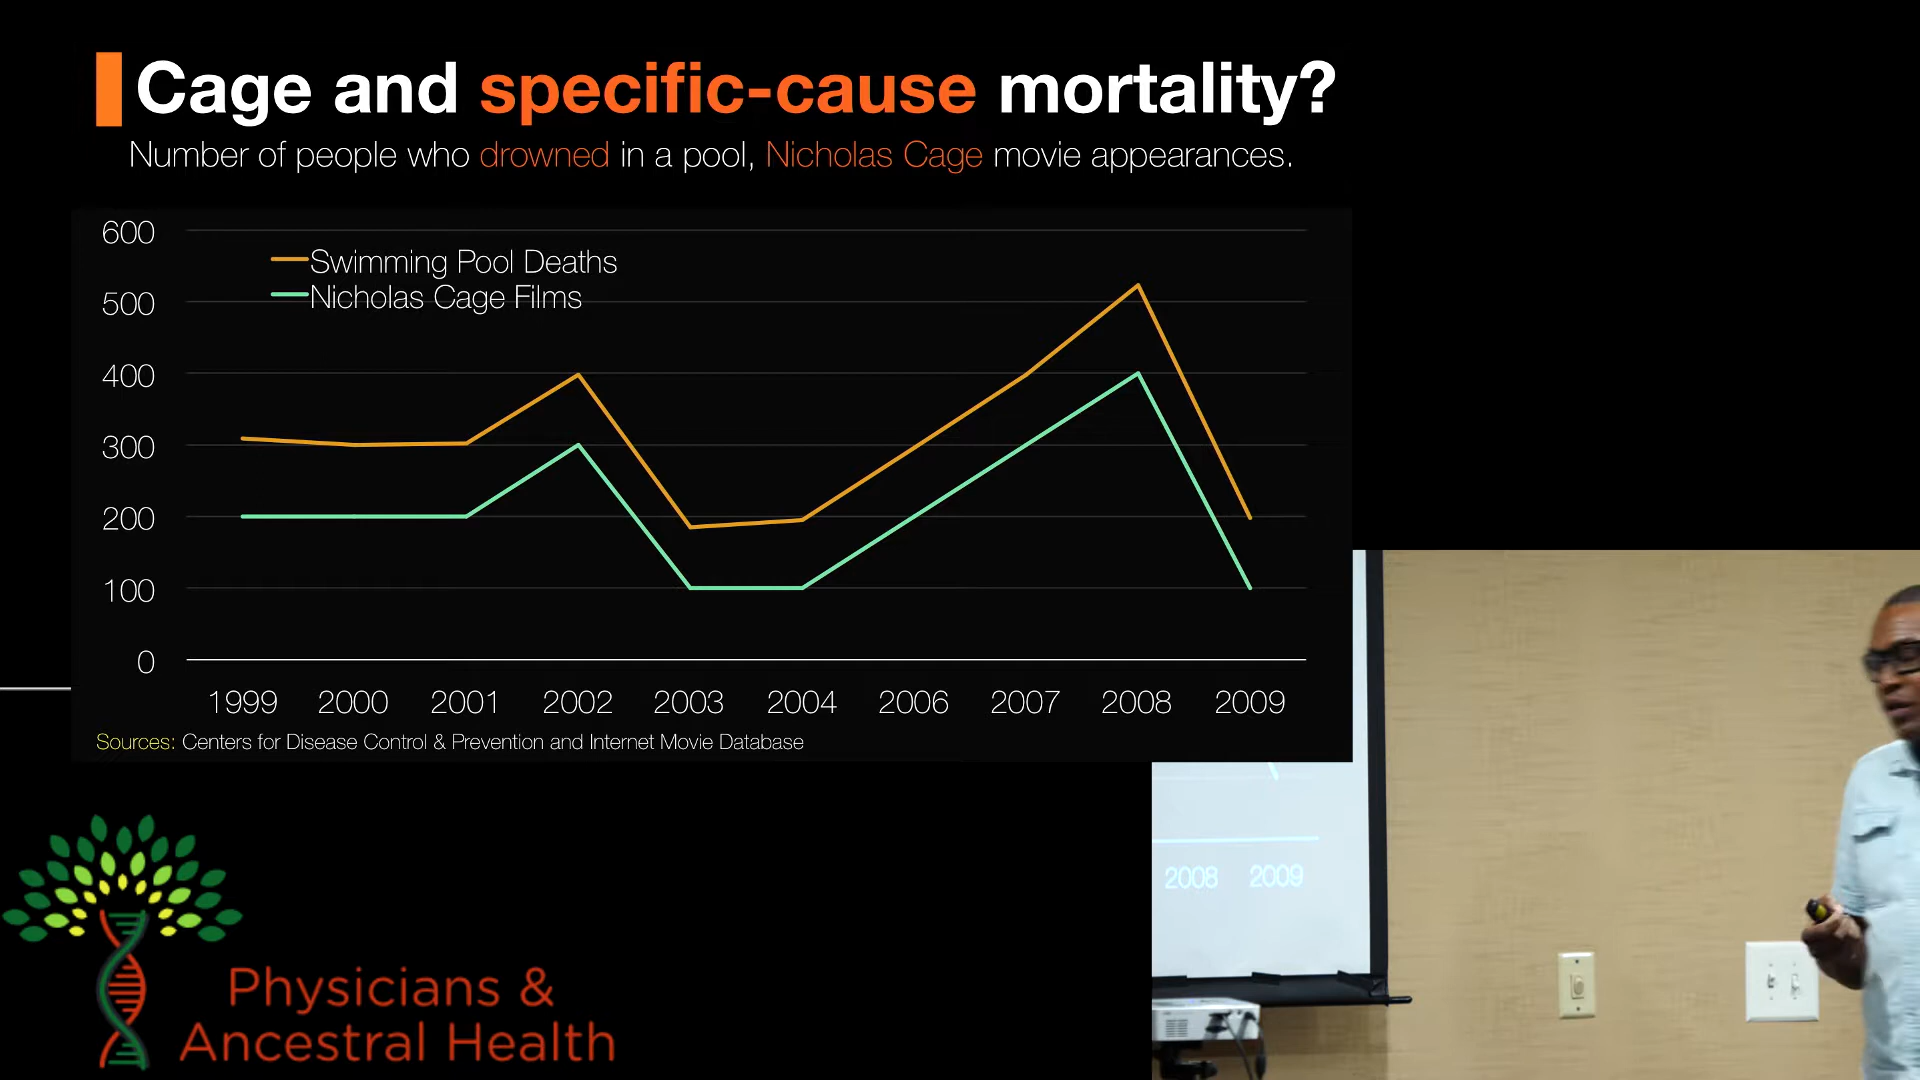 Cage and specific-cause mortality?
Number of people who drowned in a pool, Nicholas Cage movie appearances.
600
500
400
300
200
100
0
Swimming Pool Deaths
Nicholas Cage Films
1999 2000 2001 2002 2003 2004 2006 2007 2008 2009
Sources: Centers for Disease Control & Prevention and Internet Movie Database
2008 2009
Physicians &
Ancestral Health